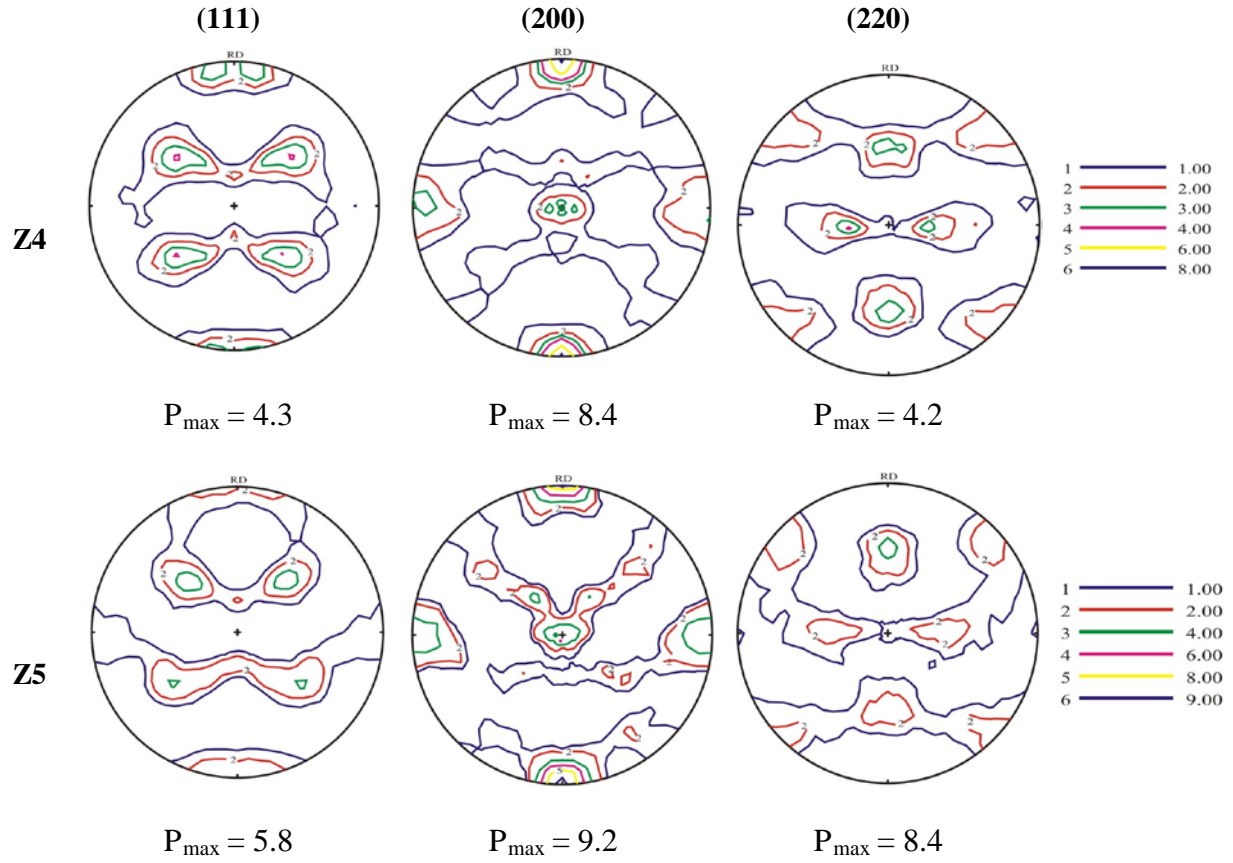 (111) (200) (220)
RD RD RD
Z4
1 1.00
2 2.00
3 3.00
4 4.00
5 6.00
6 8.00
Pmax = 4.3 Pmax = 8.4 Pmax = 4.2
RD RD RD
Z5
1 1.00
2 2.00
3 4.00
4 6.00
5 8.00
6 9.00
Pmax = 5.8 Pmax = 9.2 Pmax = 8.4